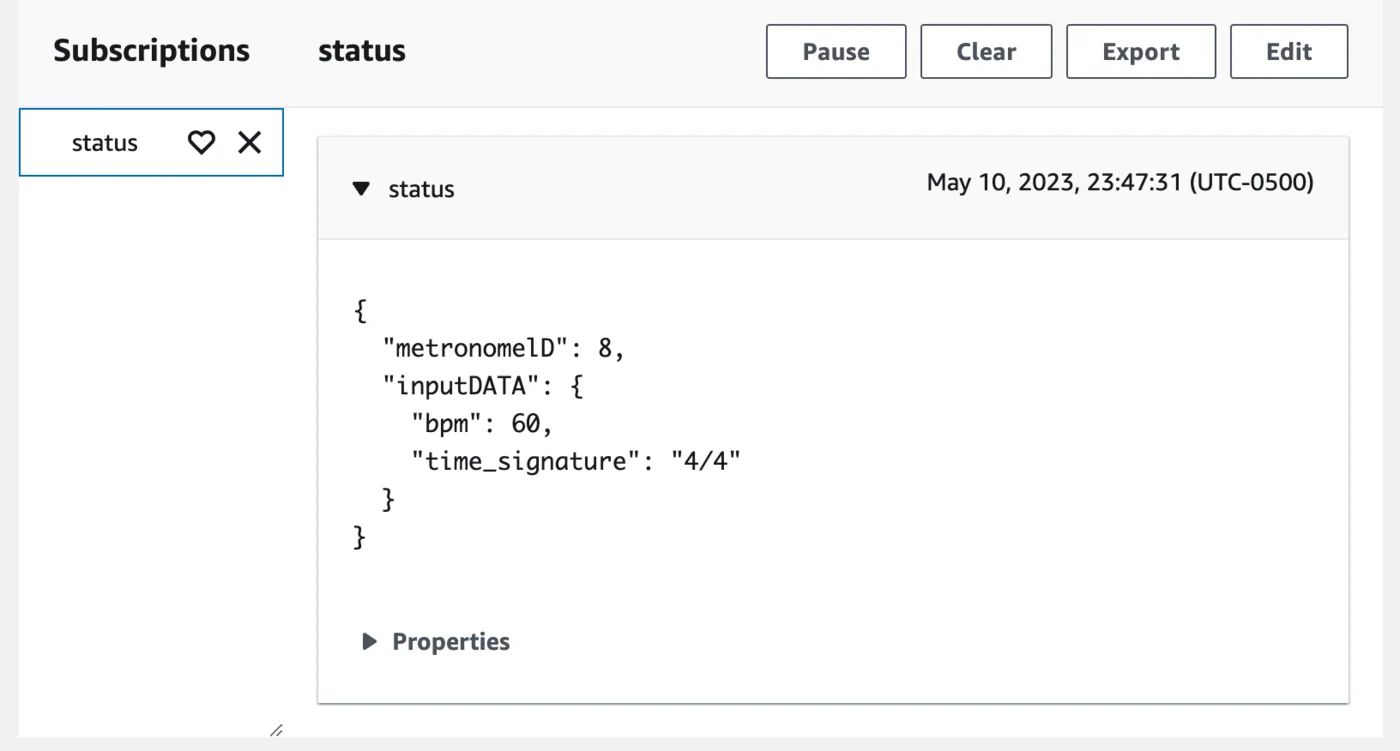 Subscriptions
status
Pause
Clear
Export
Edit
status
status
May 10, 2023, 23:47:31 (UTC-0500)
{
  "metronomelD": 8,
  "inputDATA": {
    "bpm": 60,
    "time_signature": "4/4"
  }
}
Properties